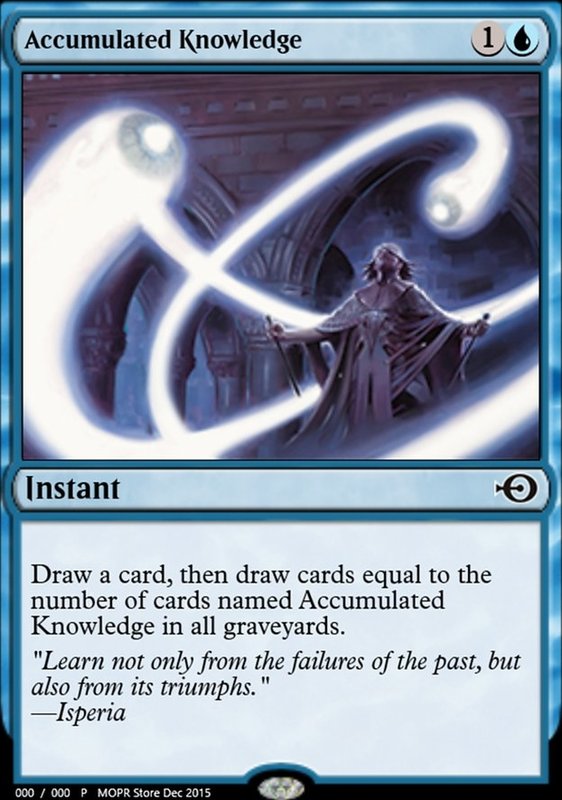 Accumulated Knowledge 1
Instant
Draw a card, then draw cards equal to the
number of cards named Accumulated
Knowledge in all graveyards.
"Learn not only from the failures of the past, but
also from its triumphs."
—Isperia
000 / 000 P MOPR Store Dec 2015